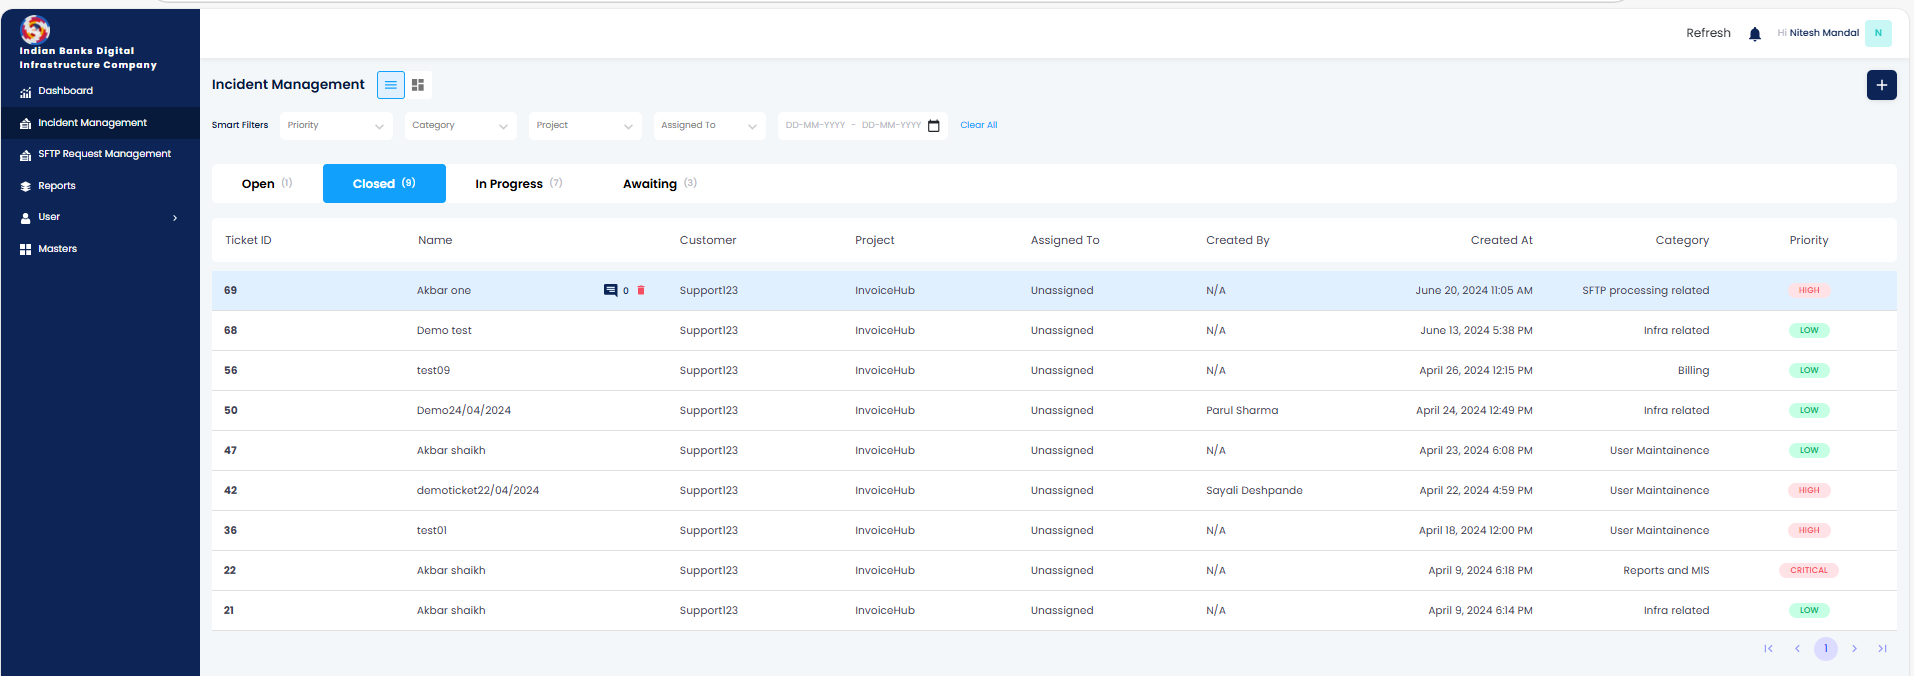 Indian Banks Digital
Infrastructure Company
Dashboard
Incident Management
SFTP Request Management
Reports
User
Masters
Refresh
Hi Nitesh Mandal N
Incident Management
+
Smart Filters Priority Category Project Assigned To DD-MM-YYYY - DD-MM-YYYY Clear All
Open (1) Closed (9) In Progress (7) Awaiting (3)
Ticket ID Name Customer Project Assigned To Created By Created At Category Priority
69 Akbar one 0 Support123 InvoiceHub Unassigned N/A June 20, 2024 11:05 AM SFTP processing related HIGH
68 Demo test Support123 InvoiceHub Unassigned N/A June 13, 2024 5:38 PM Infra related LOW
56 test09 Support123 InvoiceHub Unassigned N/A April 26, 2024 12:15 PM Billing LOW
50 Demo24/04/2024 Support123 InvoiceHub Unassigned Parul Sharma April 24, 2024 12:49 PM Infra related LOW
47 Akbar shaikh Support123 InvoiceHub Unassigned N/A April 23, 2024 6:08 PM User Maintainence LOW
42 demoticket22/04/2024 Support123 InvoiceHub Unassigned Sayali Deshpande April 22, 2024 4:59 PM User Maintainence HIGH
36 test01 Support123 InvoiceHub Unassigned N/A April 18, 2024 12:00 PM User Maintainence HIGH
22 Akbar shaikh Support123 InvoiceHub Unassigned N/A April 9, 2024 6:18 PM Reports and MIS CRITICAL
21 Akbar shaikh Support123 InvoiceHub Unassigned N/A April 9, 2024 6:14 PM Infra related LOW
1